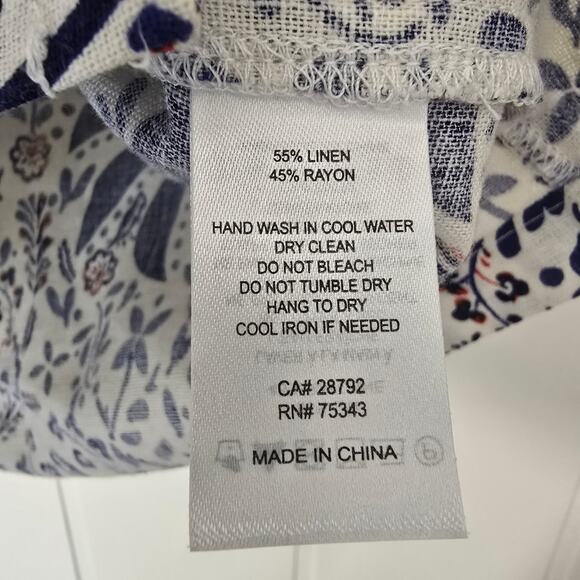 55% LINEN
45% RAYON
HAND WASH IN COOL WATER
DRY CLEAN
DO NOT BLEACH
DO NOT TUMBLE DRY
HANG TO DRY
COOL IRON IF NEEDED
CA# 28792
RN# 75343
MADE IN CHINA